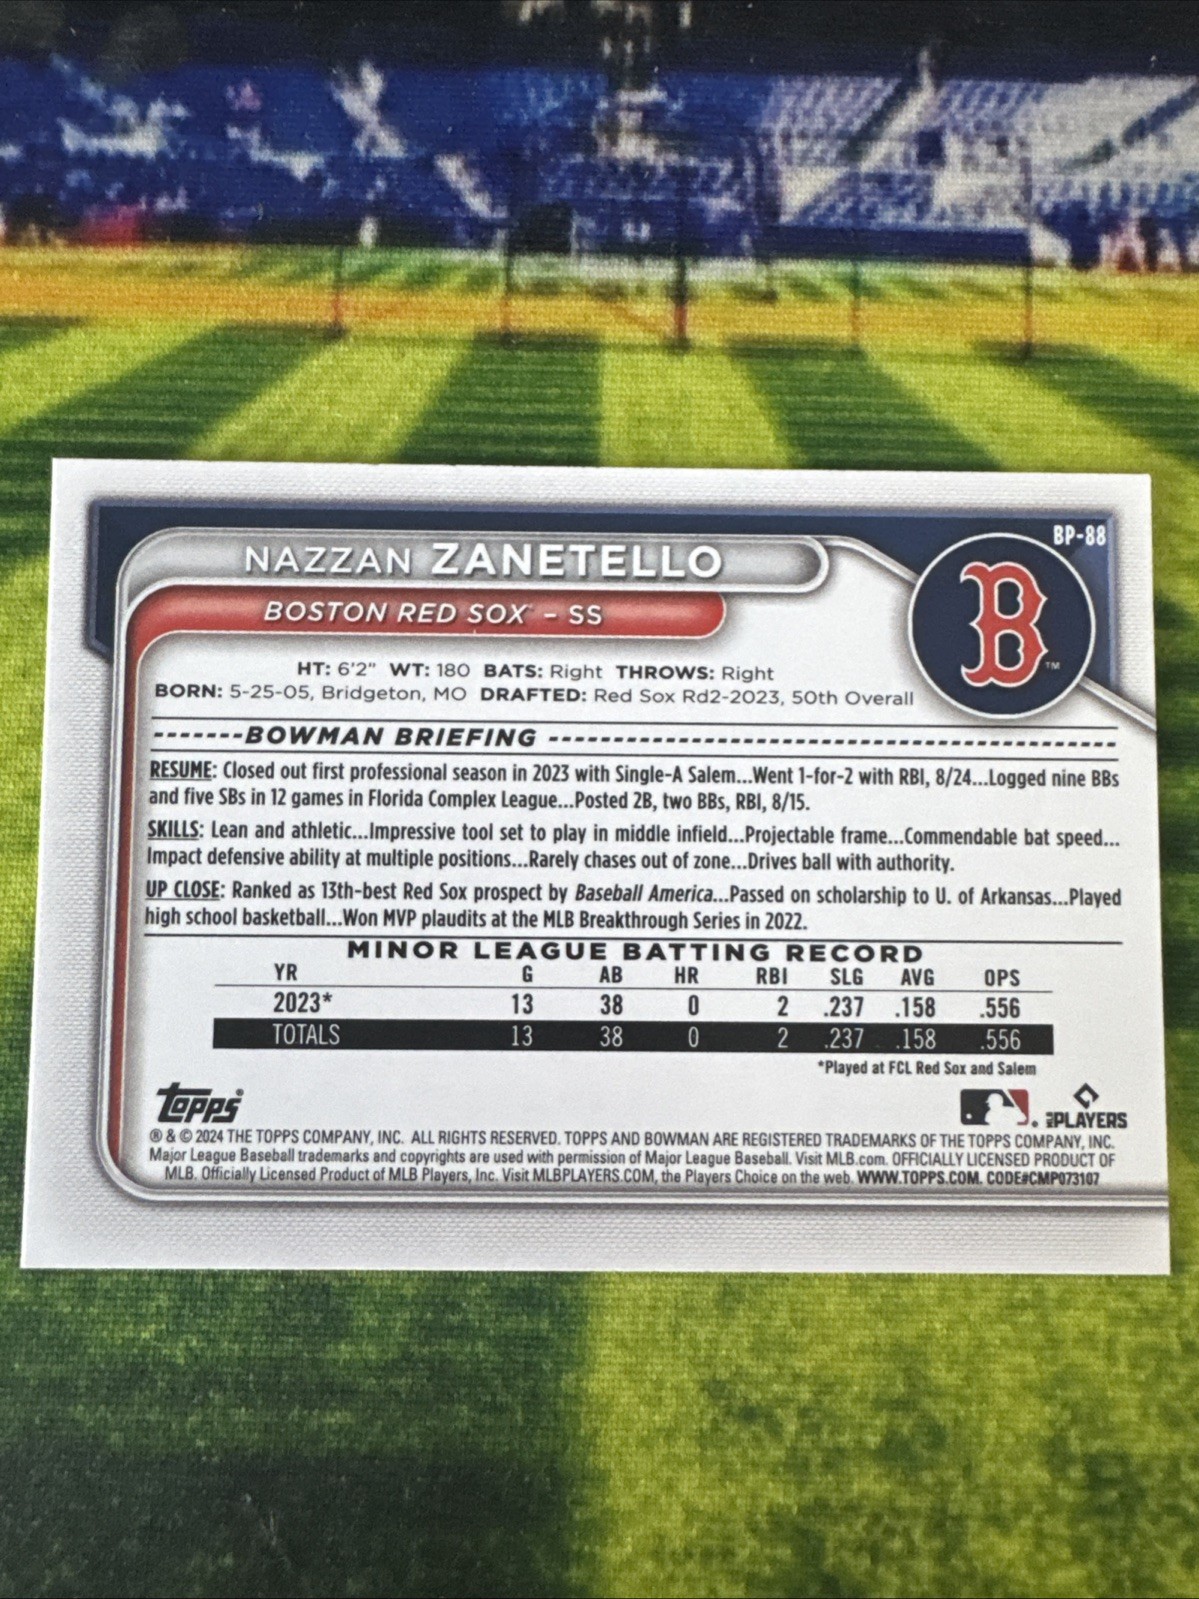 BP-88
NAZZAN ZANETELLO
BOSTON RED SOX - SS
B™
HT: 6'2" WT: 180 BATS: Right THROWS: Right
BORN: 5-25-05, Bridgeton, MO DRAFTED: Red Sox Rd2-2023, 50th Overall
-------BOWMAN BRIEFING ----------------------------------------
RESUME: Closed out first professional season in 2023 with Single-A Salem...Went 1-for-2 with RBI, 8/24...Logged nine BBs
and five SBs in 12 games in Florida Complex League...Posted 2B, two BBs, RBI, 8/15.
SKILLS: Lean and athletic...Impressive tool set to play in middle infield...Projectable frame...Commendable bat speed...
Impact defensive ability at multiple positions...Rarely chases out of zone...Drives ball with authority.
UP CLOSE: Ranked as 13th-best Red Sox prospect by Baseball America...Passed on scholarship to U. of Arkansas...Played
high school basketball...Won MVP plaudits at the MLB Breakthrough Series in 2022.
MINOR LEAGUE BATTING RECORD
YR G AB HR RBI SLG AVG OPS
2023* 13 38 0 2 .237 .158 .556
TOTALS 13 38 0 2 .237 .158 .556
*Played at FCL Red Sox and Salem
Topps®
PLAYERS
® & © 2024 THE TOPPS COMPANY, INC. ALL RIGHTS RESERVED. TOPPS AND BOWMAN ARE REGISTERED TRADEMARKS OF THE TOPPS COMPANY, INC.
Major League Baseball trademarks and copyrights are used with permission of Major League Baseball. Visit MLB.com. OFFICIALLY LICENSED PRODUCT OF
MLB. Officially Licensed Product of MLB Players, Inc. Visit MLBPLAYERS.COM, the Players Choice on the web. WWW.TOPPS.COM. CODE#CMP073107